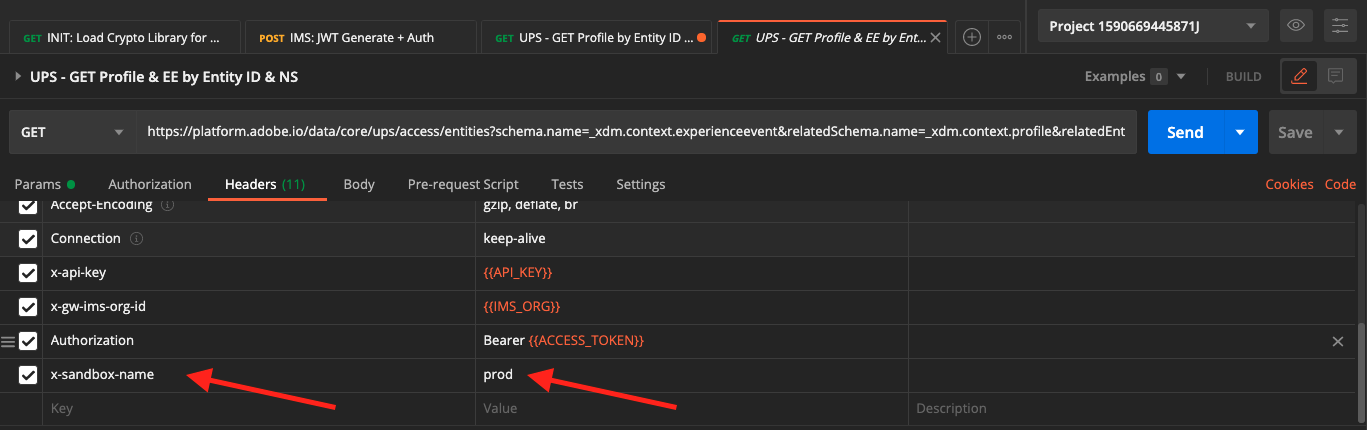 GET INIT: Load Crypto Library for ...
POST IMS: JWT Generate + Auth
GET UPS - GET Profile by Entity ID ...
GET UPS - GET Profile & EE by Ent...
Project 1590669445871J
UPS - GET Profile & EE by Entity ID & NS
Examples 0
BUILD
GET
https://platform.adobe.io/data/core/ups/access/entities?schema.name=_xdm.context.experienceevent&relatedSchema.name=_xdm.context.profile&relatedEnt
Send
Save
Params
Authorization
Headers (11)
Body
Pre-request Script
Tests
Settings
Cookies
Code
Accept-Encoding
gzip, deflate, br
Connection
keep-alive
x-api-key
{{API_KEY}}
x-gw-ims-org-id
{{IMS_ORG}}
Authorization
Bearer {{ACCESS_TOKEN}}
x-sandbox-name
prod
Key
Value
Description